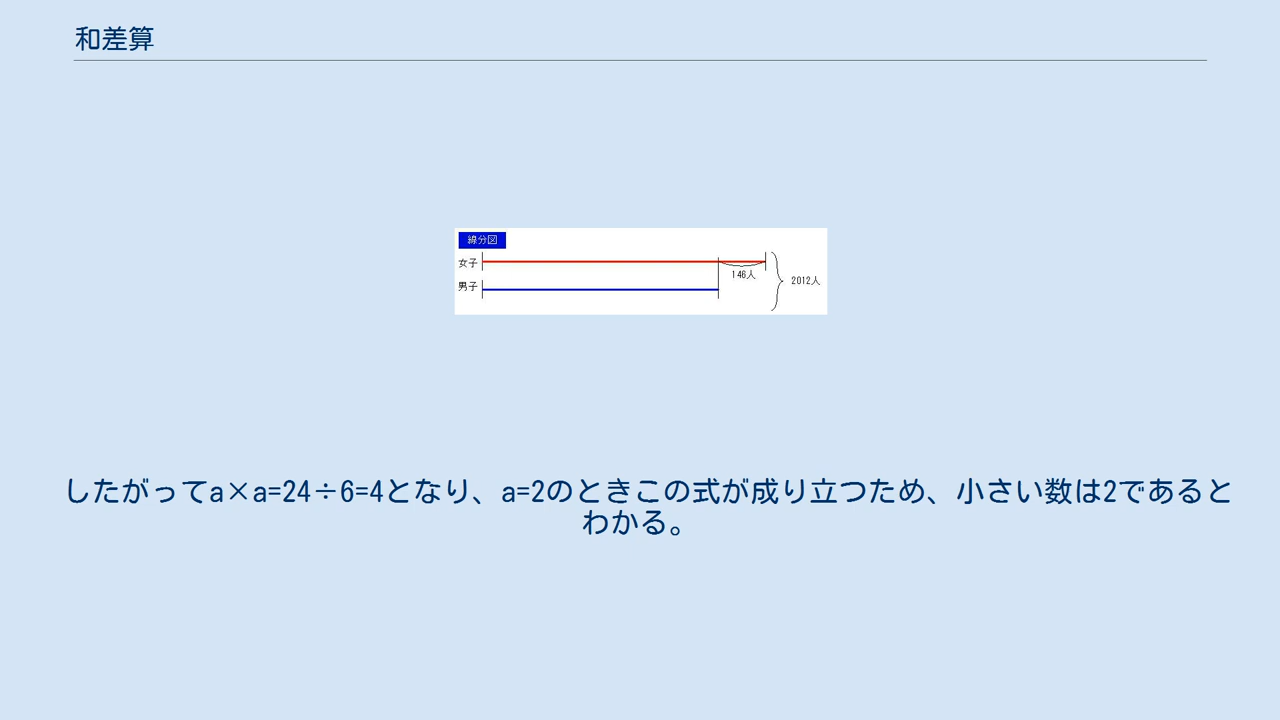 和差算
線分図
女子
146人
男子
2012人
したがってa×a=24÷6=4となり、a=2のときこの式が成り立つため、小さい数は2であると
わかる。